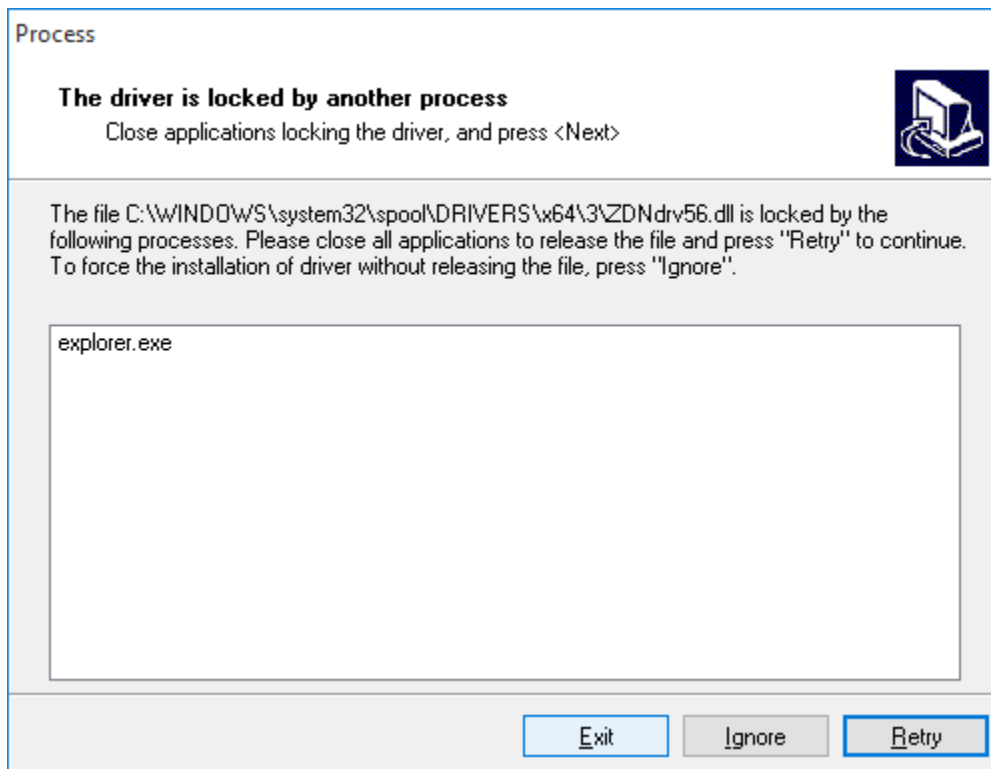 Process
The driver is locked by another process
Close applications locking the driver, and press <Next>
The file C:\WINDOWS\system32\spool\DRIVERS\x64\3\ZDNdrv56.dll is locked by the
following processes. Please close all applications to release the file and press "Retry" to continue.
To force the installation of driver without releasing the file, press "Ignore".
explorer.exe
Exit
Ignore
Retry